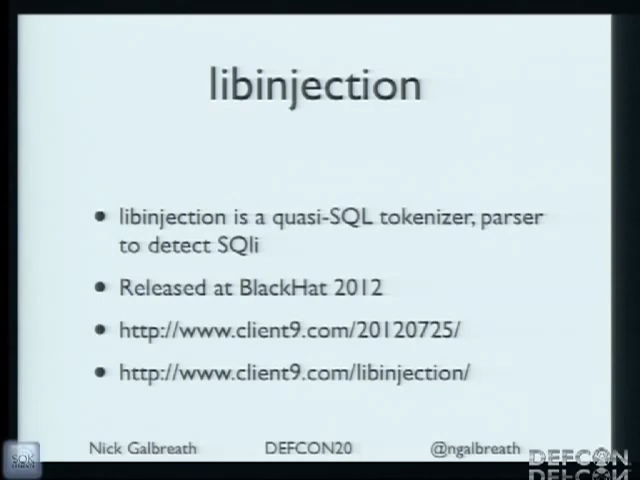 libinjection
libinjection is a quasi-SQL tokenizer, parser
to detect SQli
Released at BlackHat 2012
http://www.client9.com/20120725/
http://www.client9.com/libinjection/
Nick Galbreath DEFCON20 @ngalbreath
DEFCON
DEFCON